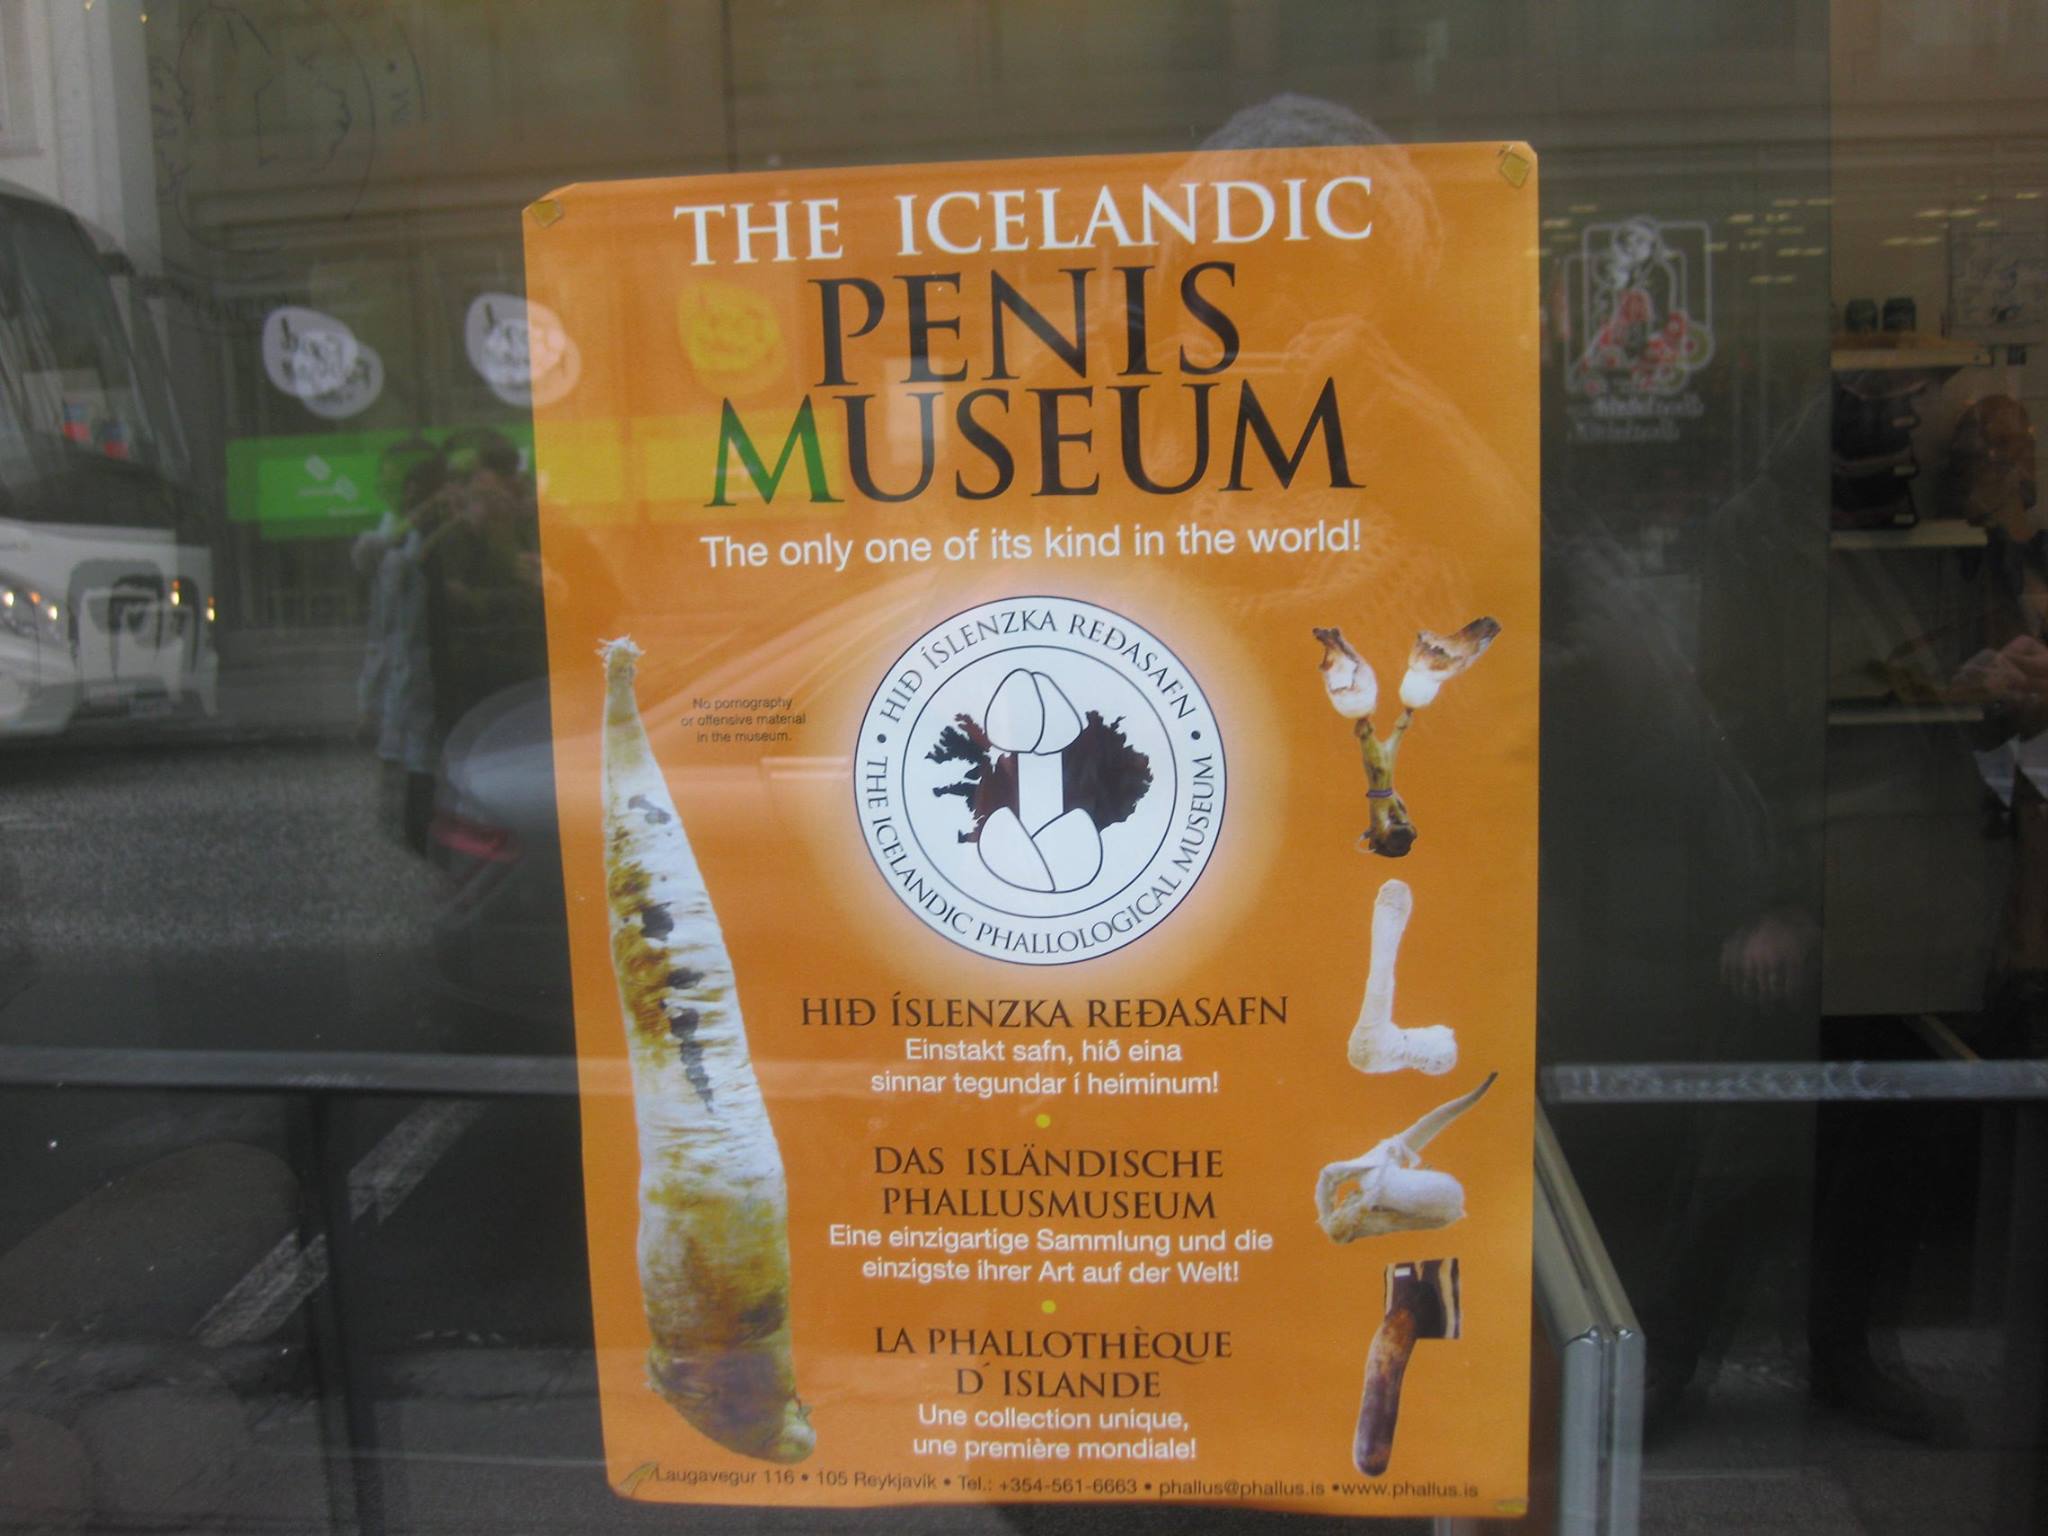 THE ICELANDIC
PENIS
MUSEUM
The only one of its kind in the world!
No pornography
or offensive material
in the museum.
HIÐ ÍSLENZKA REÐASAFN
THE ICELANDIC PHALLOLOGICAL MUSEUM
HIÐ ÍSLENZKA REÐASAFN
Einstakt safn, hið eina
sinnar tegundar í heiminum!
DAS ISLÄNDISCHE
PHALLUSMUSEUM
Eine einzigartige Sammlung und die
einzigste ihrer Art auf der Welt!
LA PHALLOTHÈQUE
D´ISLANDE
Une collection unique,
une première mondiale!
Laugavegur 116 • 105 Reykjavík • Tel.: +354-561-6663 • phallus@phallus.is •www.phallus.is